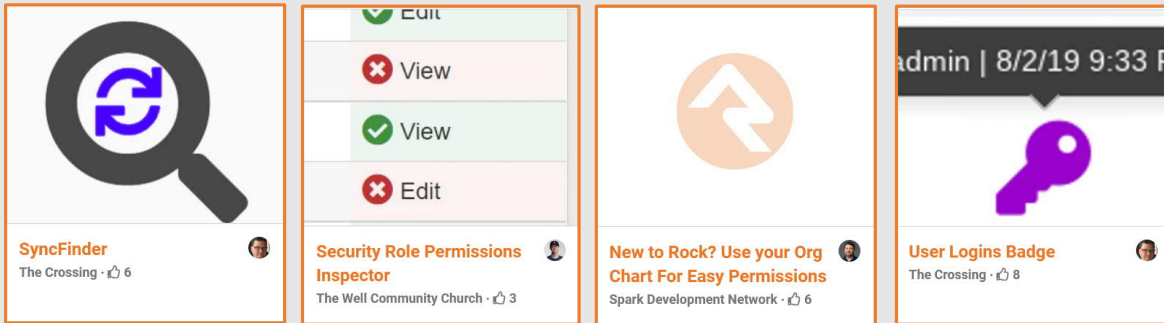 Edit
View
View
Edit
admin | 8/2/19 9:33
SyncFinder
The Crossing · 6
Security Role Permissions
Inspector
The Well Community Church · 3
New to Rock? Use your Org
Chart For Easy Permissions
Spark Development Network · 6
User Logins Badge
The Crossing · 8